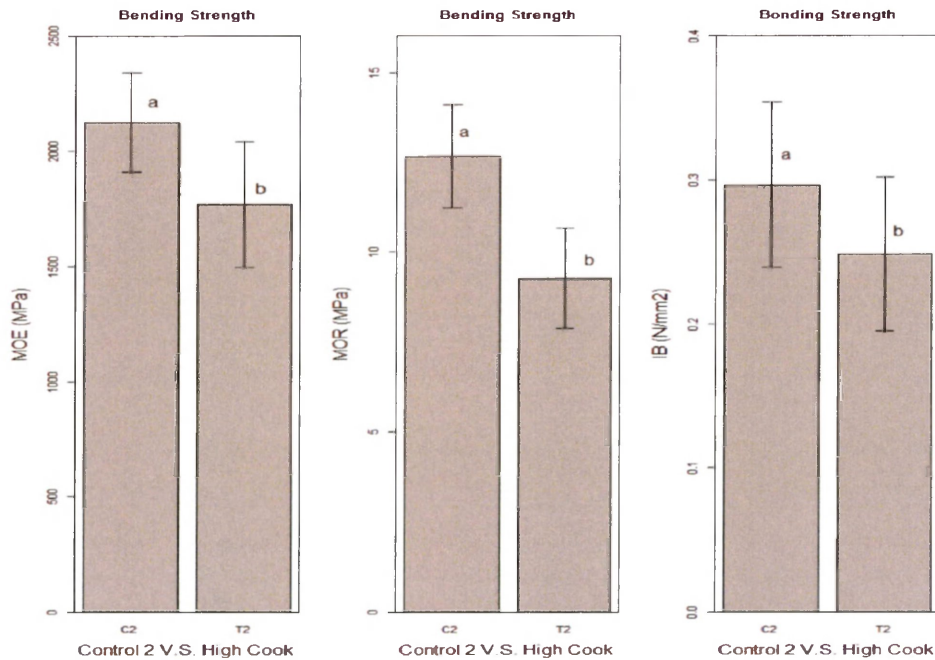 Bending Strength
MOE (MPa)
2500
2000
1500
1000
500
0
a
b
C2
T2
Control 2 V.S. High Cook
Bending Strength
MOR (MPa)
15
10
5
0
a
b
C2
T2
Control 2 V.S. High Cook
Bonding Strength
IB (N/mm2)
0.4
0.3
0.2
0.1
0.0
a
b
C2
T2
Control 2 V.S. High Cook